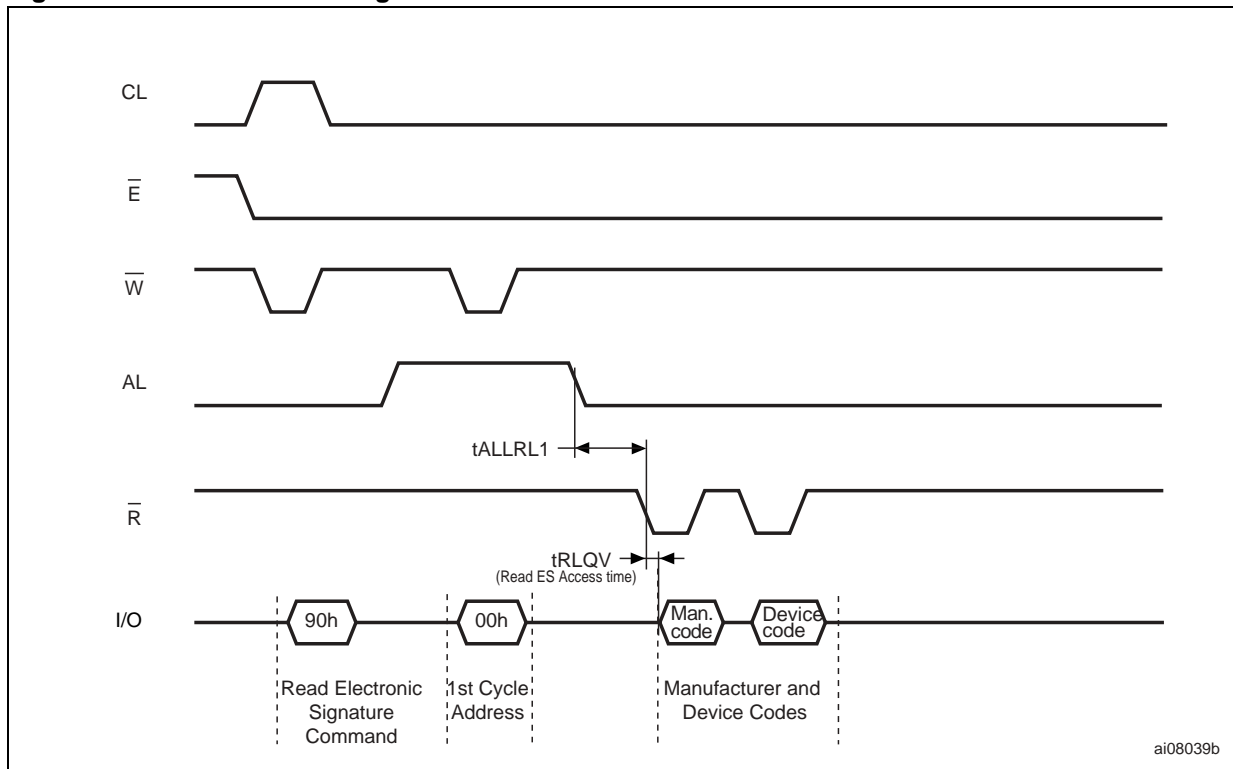 CL
E
W
AL
tALLRL1
R
tRLQV
(Read ES Access time)
I/O
90h
00h
Man.
code
Device
code
Read Electronic
Signature
Command
1st Cycle
Address
Manufacturer and
Device Codes
ai08039b